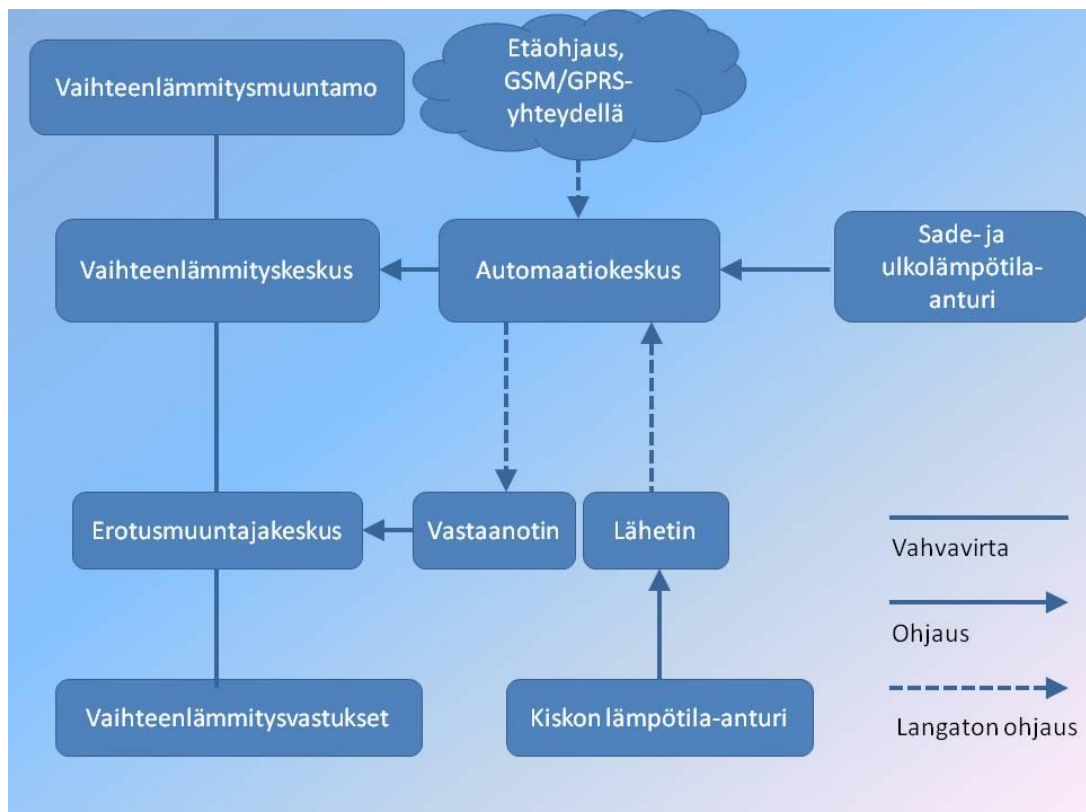 Vaihteenlämmitysmuuntamo
Etäohjaus,
GSM/GPRS-
yhteydellä
Vaihteenlämmityskeskus
Automaatiokeskus
Sade- ja
ulkolämpötila-
anturi
Erotusmuuntajakeskus
Vastaanotin
Lähetin
Vahvavirta
Ohjaus
Vaihteenlämmitysvastukset
Kiskon lämpötila-anturi
Langaton ohjaus